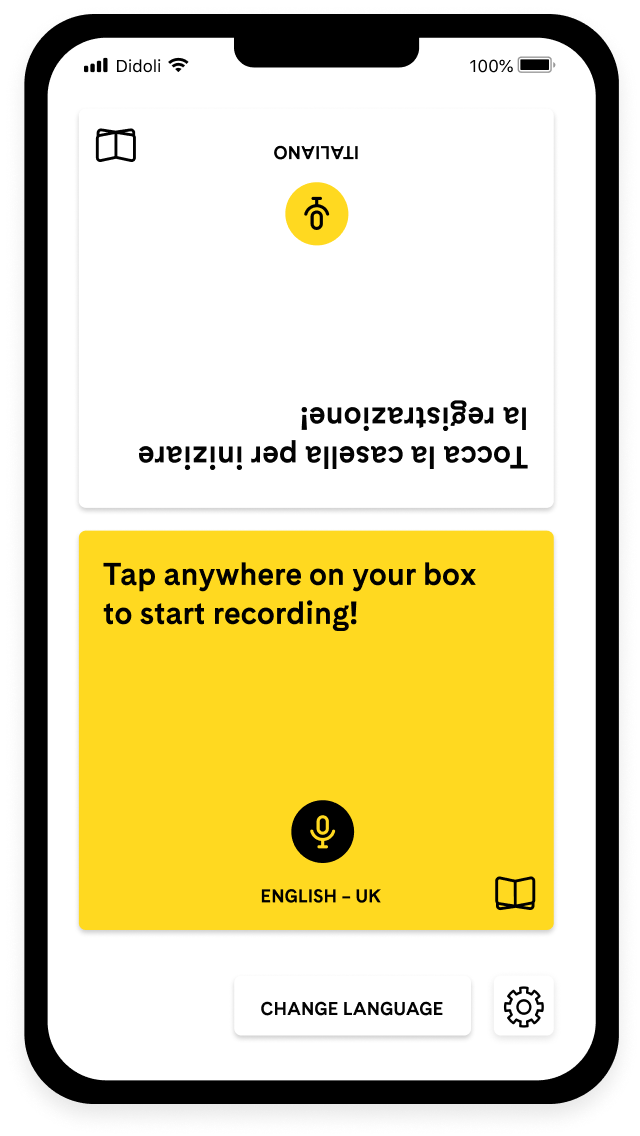 Didoli
100%
ITALIANO
Tocca la casella per iniziare
la registrazione!
Tap anywhere on your box
to start recording!
ENGLISH – UK
CHANGE LANGUAGE